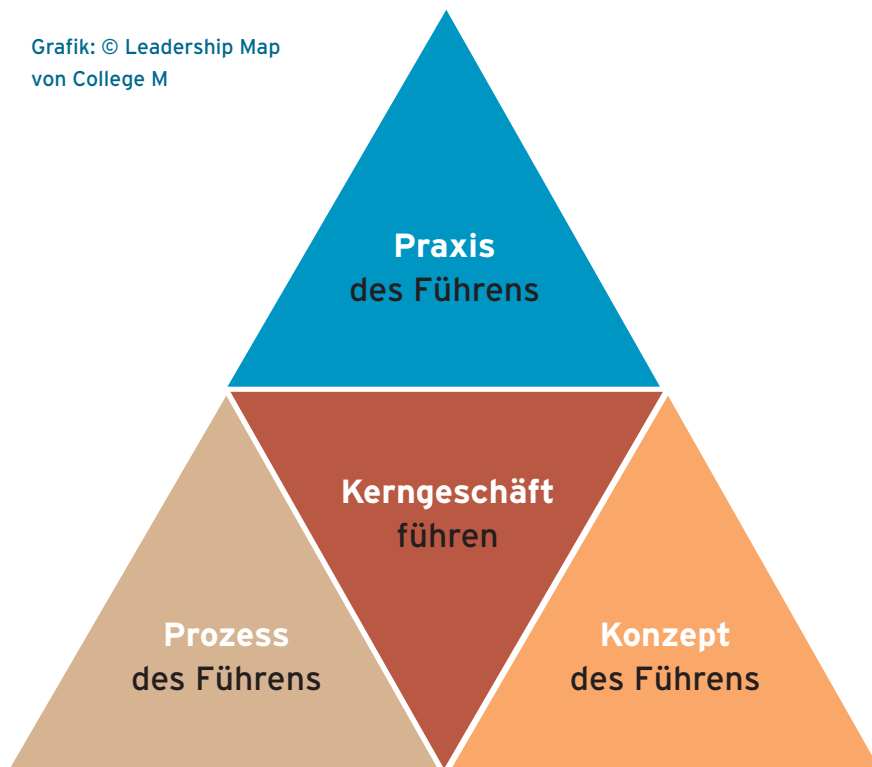 Grafik: © Leadership Map
von College M
Praxis
des Führens
Kerngeschäft
führen
Prozess
des Führens
Konzept
des Führens